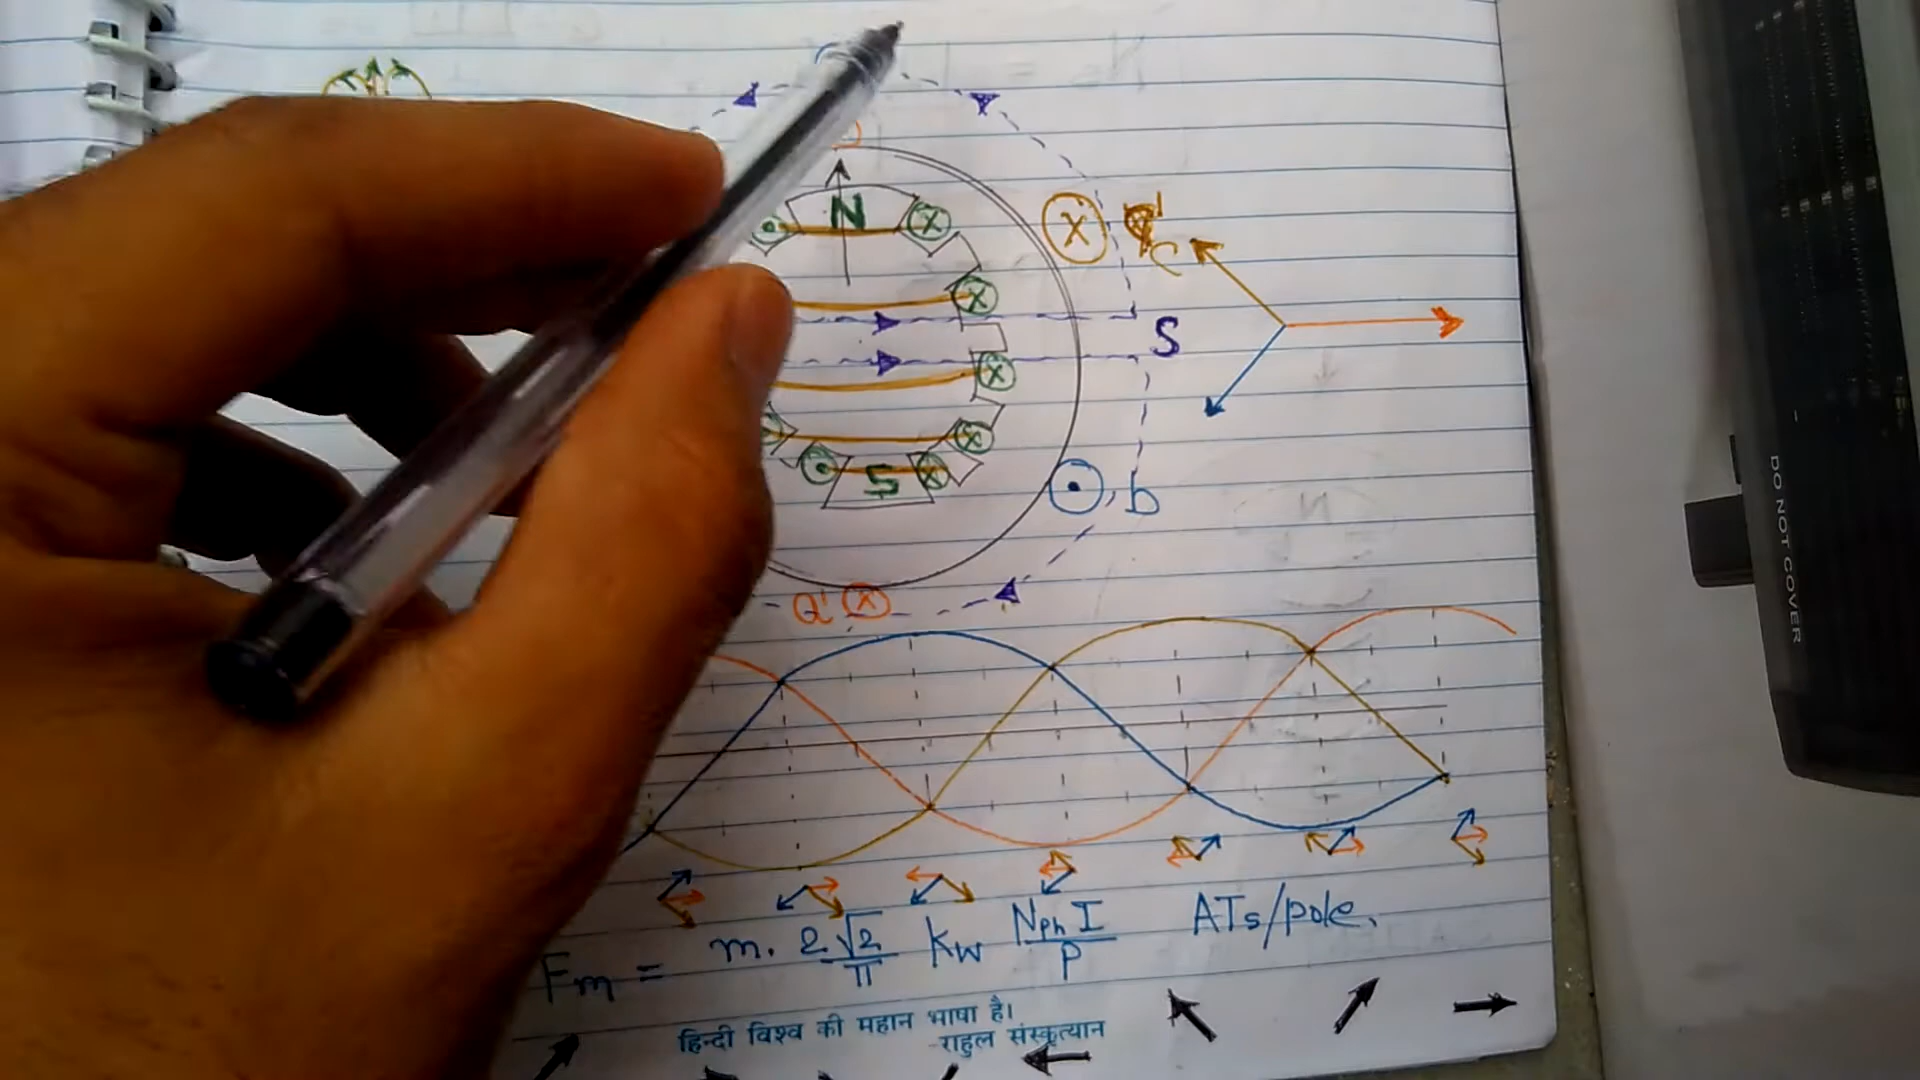 N
X
X
X
C
S
X
X
S
X
b
a' X
Fm = m. 2√2/π Kw Nph I/P ATs/pole.
हिन्दी विश्व की महान भाषा है।
राहुल संस्कृत्यान
DO NOT COVER